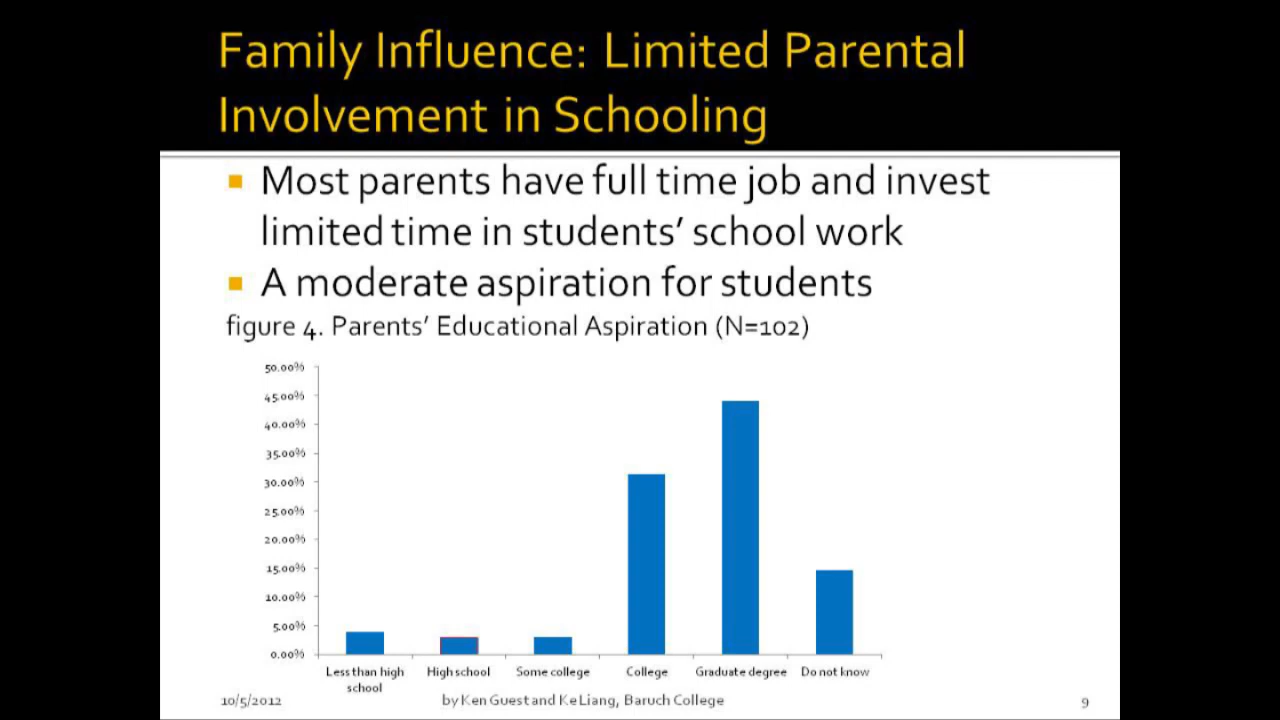 Family Influence: Limited Parental
Involvement in Schooling
Most parents have full time job and invest
limited time in students’ school work
A moderate aspiration for students
figure 4. Parents’ Educational Aspiration (N=102)
50.00%
45.00%
40.00%
35.00%
30.00%
25.00%
20.00%
15.00%
10.00%
5.00%
0.00%
Less than high
school
High school
Some college
College
Graduate degree
Do not know
10/5/2012
by Ken Guest and Ke Liang, Baruch College
9